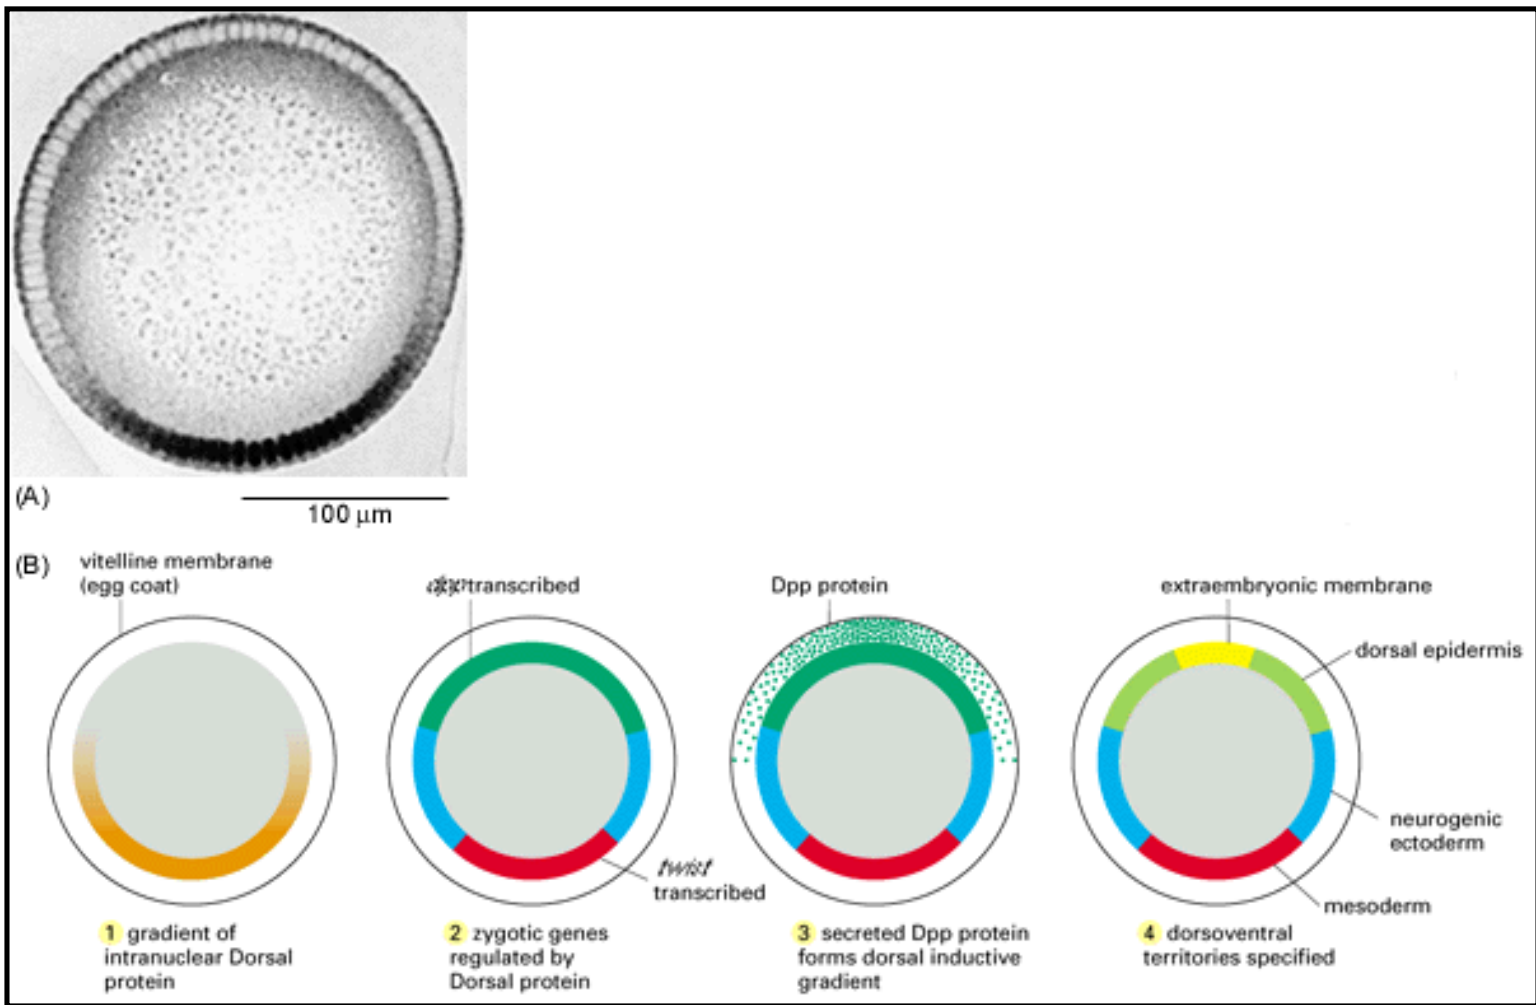 (A)
100 μm
(B)
vitelline membrane
(egg coat)
dpp transcribed
Dpp protein
extraembryonic membrane
dorsal epidermis
neurogenic
ectoderm
twist
transcribed
mesoderm
1 gradient of
intranuclear Dorsal
protein
2 zygotic genes
regulated by
Dorsal protein
3 secreted Dpp protein
forms dorsal inductive
gradient
4 dorsoventral
territories specified